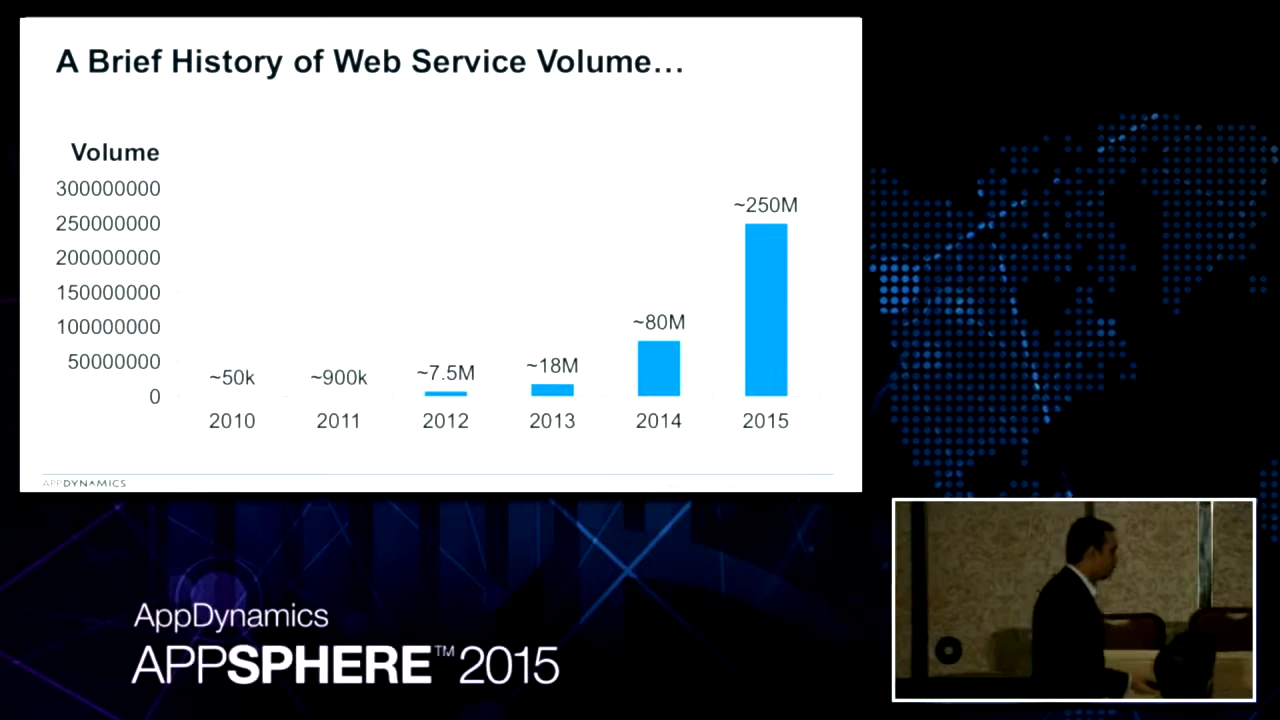 A Brief History of Web Service Volume...
Volume
300000000
250000000
200000000
150000000
100000000
50000000
0
~50k
~900k
~7.5M
~18M
~80M
~250M
2010
2011
2012
2013
2014
2015
APPDYNAMICS
AppDynamics
APPSPHERE™ 2015